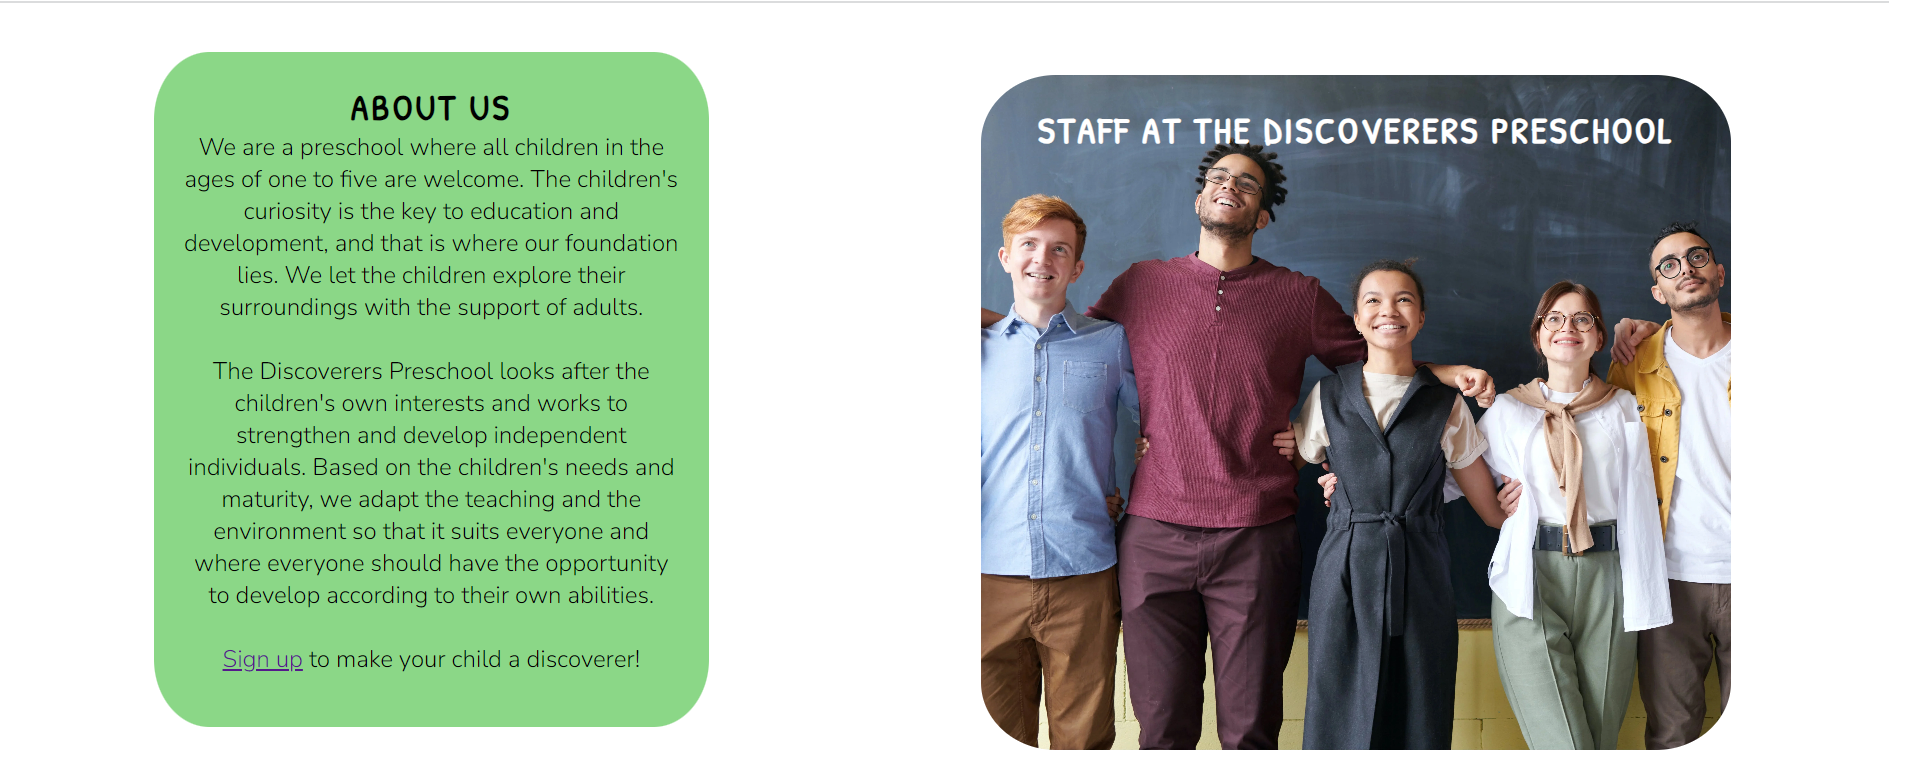 ABOUT US
We are a preschool where all children in the
ages of one to five are welcome. The children's
curiosity is the key to education and
development, and that is where our foundation
lies. We let the children explore their
surroundings with the support of adults.
The Discoverers Preschool looks after the
children's own interests and works to
strengthen and develop independent
individuals. Based on the children's needs and
maturity, we adapt the teaching and the
environment so that it suits everyone and
where everyone should have the opportunity
to develop according to their own abilities.
Sign up to make your child a discoverer!
STAFF AT THE DISCOVERERS PRESCHOOL